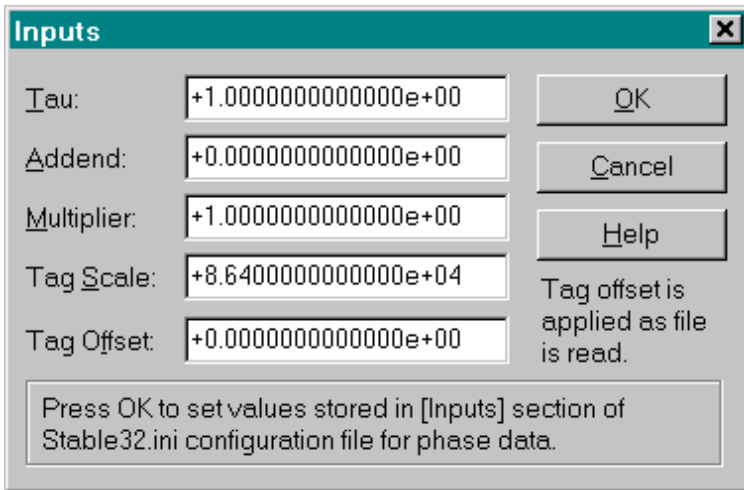 Inputs
Tau: +1.0000000000000e+00 OK
Addend: +0.0000000000000e+00 Cancel
Multiplier: +1.0000000000000e+00 Help
Tag Scale: +8.6400000000000e+04
Tag Offset: +0.0000000000000e+00
Tag offset is
applied as file
is read.
Press OK to set values stored in [Inputs] section of
Stable32.ini configuration file for phase data.